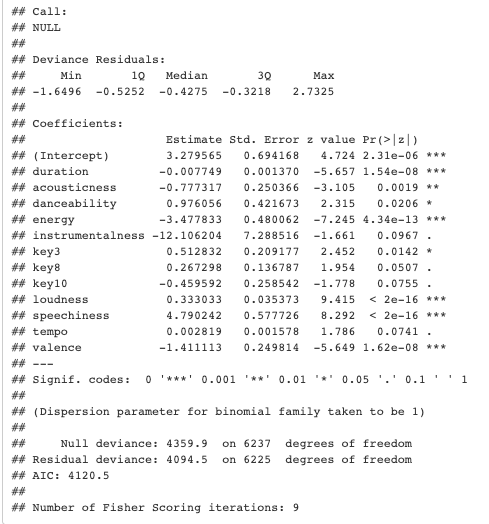 ## Call:
## NULL
##
## Deviance Residuals:
##     Min       1Q   Median       3Q      Max
## -1.6496  -0.5252  -0.4275  -0.3218   2.7325
##
## Coefficients:
##                    Estimate Std. Error z value Pr(>|z|)
## (Intercept)        3.279565   0.694168   4.724 2.31e-06 ***
## duration          -0.007749   0.001370  -5.657 1.54e-08 ***
## acousticness      -0.777317   0.250366  -3.105   0.0019 **
## danceability       0.976056   0.421673   2.315   0.0206 *
## energy            -3.477833   0.480062  -7.245 4.34e-13 ***
## instrumentalness -12.106204   7.288516  -1.661   0.0967 .
## key3               0.512832   0.209177   2.452   0.0142 *
## key8               0.267298   0.136787   1.954   0.0507 .
## key10             -0.459592   0.258542  -1.778   0.0755 .
## loudness           0.333033   0.035373   9.415  < 2e-16 ***
## speechiness        4.790242   0.577726   8.292  < 2e-16 ***
## tempo              0.002819   0.001578   1.786   0.0741 .
## valence           -1.411113   0.249814  -5.649 1.62e-08 ***
## ---
## Signif. codes:  0 '***' 0.001 '**' 0.01 '*' 0.05 '.' 0.1 ' ' 1
##
## (Dispersion parameter for binomial family taken to be 1)
##
##     Null deviance: 4359.9  on 6237  degrees of freedom
## Residual deviance: 4094.5  on 6225  degrees of freedom
## AIC: 4120.5
##
## Number of Fisher Scoring iterations: 9